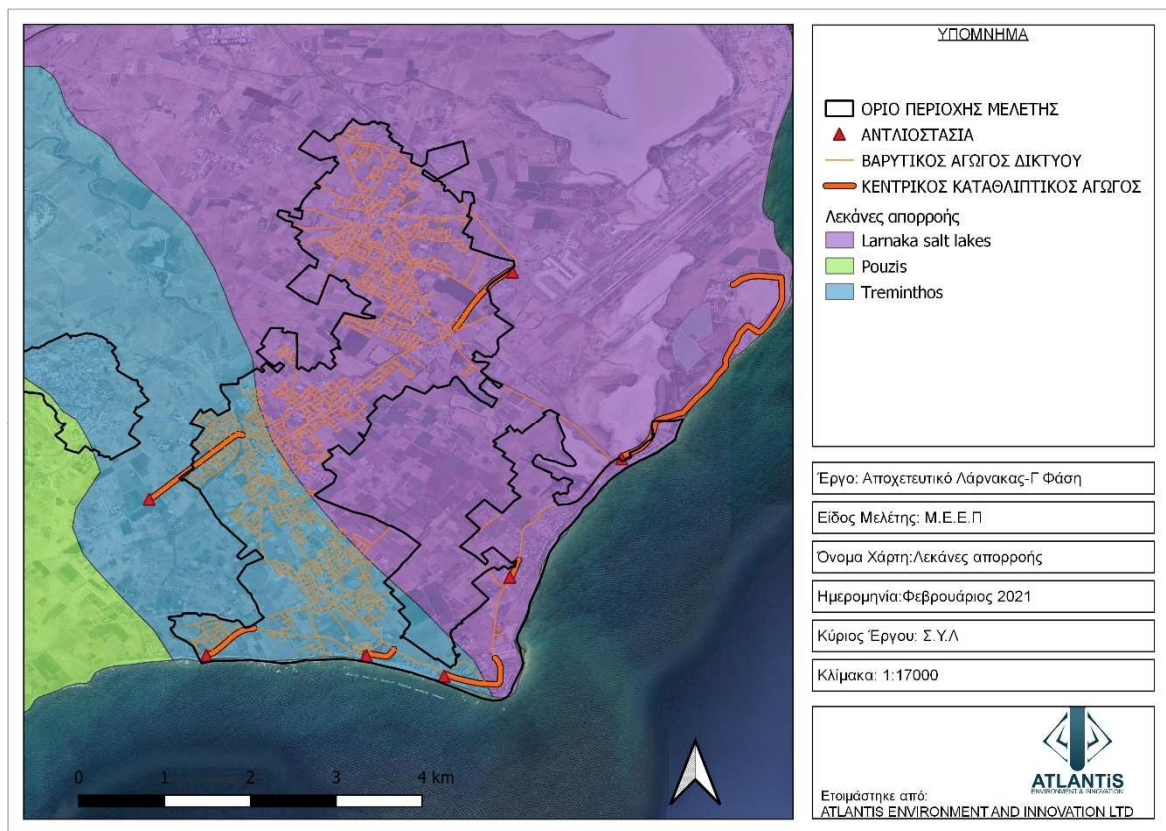 ΥΠΟΜΝΗΜΑ
ΟΡΙΟ ΠΕΡΙΟΧΗΣ ΜΕΛΕΤΗΣ
ΑΝΤΛΙΟΣΤΑΣΙΑ
ΒΑΡΥΤΙΚΟΣ ΑΓΩΓΟΣ ΔΙΚΤΥΟΥ
ΚΕΝΤΡΙΚΟΣ ΚΑΤΑΘΛΙΠΤΙΚΟΣ ΑΓΩΓΟΣ
Λεκάνες απορροής
Larnaka salt lakes
Pouzis
Treminthos
Έργο: Αποχετευτικό Λάρνακας-Γ Φάση
Είδος Μελέτης: Μ.Ε.Ε.Π
Όνομα Χάρτη:Λεκάνες απορροής
Ημερομηνία:Φεβρουάριος 2021
Κύριος Έργου: Σ.Υ.Λ
Κλίμακα: 1:17000
ATLANTiS
ENVIRONMENT & INNOVATION
Ετοιμάστηκε από:
ATLANTIS ENVIRONMENT AND INNOVATION LTD
0 1 2 3 4 km